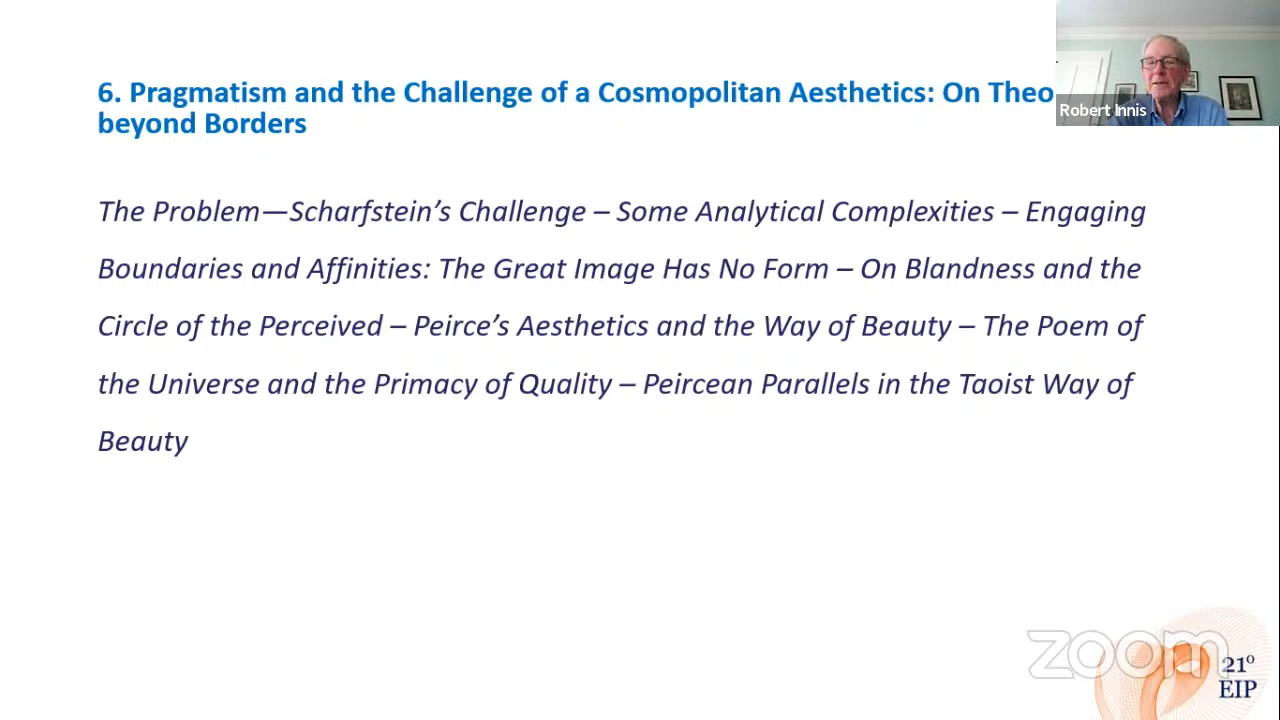 6. Pragmatism and the Challenge of a Cosmopolitan Aesthetics: On Theo
beyond Borders
Robert Innis
The Problem—Scharfstein's Challenge – Some Analytical Complexities – Engaging
Boundaries and Affinities: The Great Image Has No Form – On Blandness and the
Circle of the Perceived – Peirce's Aesthetics and the Way of Beauty – The Poem of
the Universe and the Primacy of Quality – Peircean Parallels in the Taoist Way of
Beauty
zoom
21º
EIP